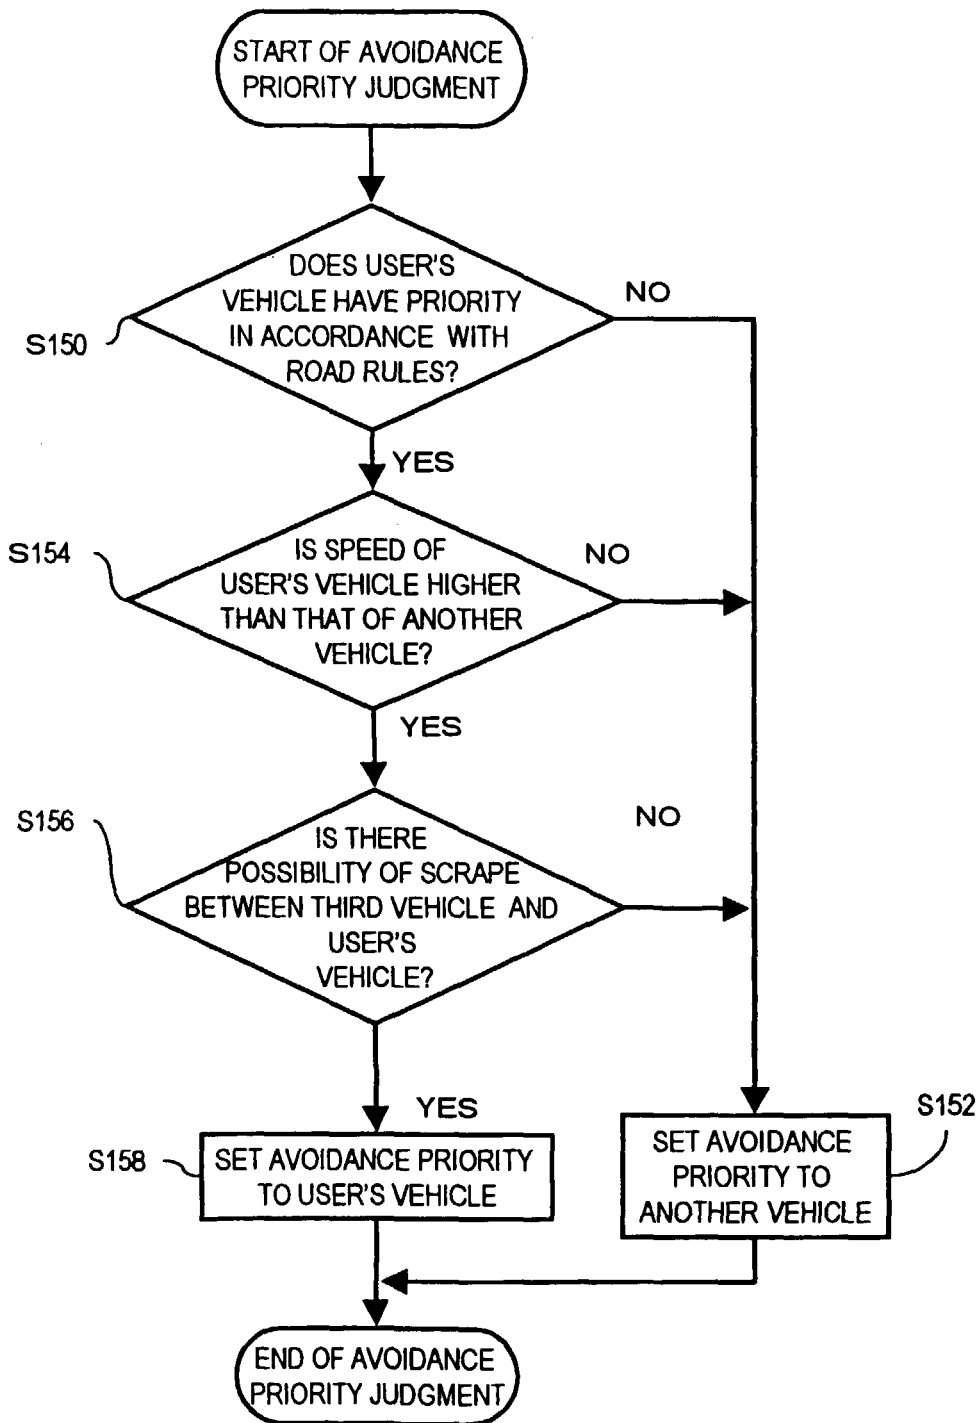 START OF AVOIDANCE
PRIORITY JUDGMENT
DOES USER'S
VEHICLE HAVE PRIORITY
IN ACCORDANCE WITH
ROAD RULES?
NO
S150
YES
IS SPEED OF
USER'S VEHICLE HIGHER
THAN THAT OF ANOTHER
VEHICLE?
NO
S154
YES
IS THERE
POSSIBILITY OF SCRAPE
BETWEEN THIRD VEHICLE AND
USER'S
VEHICLE?
NO
S156
YES
S158
SET AVOIDANCE PRIORITY
TO USER'S VEHICLE
S152
SET AVOIDANCE
PRIORITY TO
ANOTHER VEHICLE
END OF AVOIDANCE
PRIORITY JUDGMENT